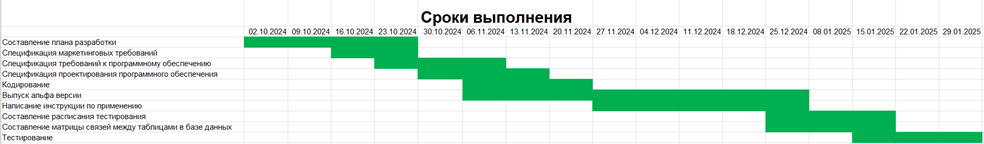 Сроки выполнения
02.10.2024 09.10.2024 16.10.2024 23.10.2024 30.10.2024 06.11.2024 13.11.2024 20.11.2024 27.11.2024 04.12.2024 11.12.2024 18.12.2024 25.12.2024 08.01.2025 15.01.2025 22.01.2025 29.01.2025
Составление плана разработки
Спецификация маркетинговых требований
Спецификация требований к программному обеспечению
Спецификация проектирования программного обеспечения
Кодирование
Выпуск альфа версии
Написание инструкции по применению
Составление расписания тестирования
Составление матрицы связей между таблицами в базе данных
Тестирование